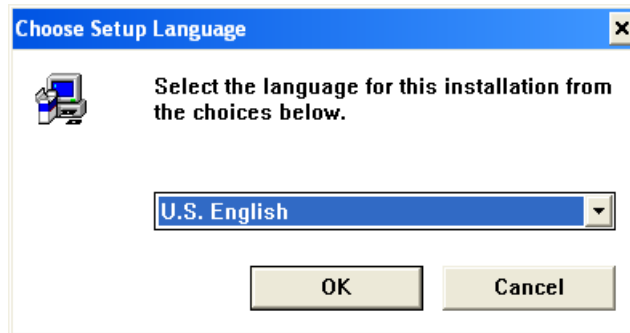 Choose Setup Language
Select the language for this installation from
the choices below.
U.S. English
OK
Cancel